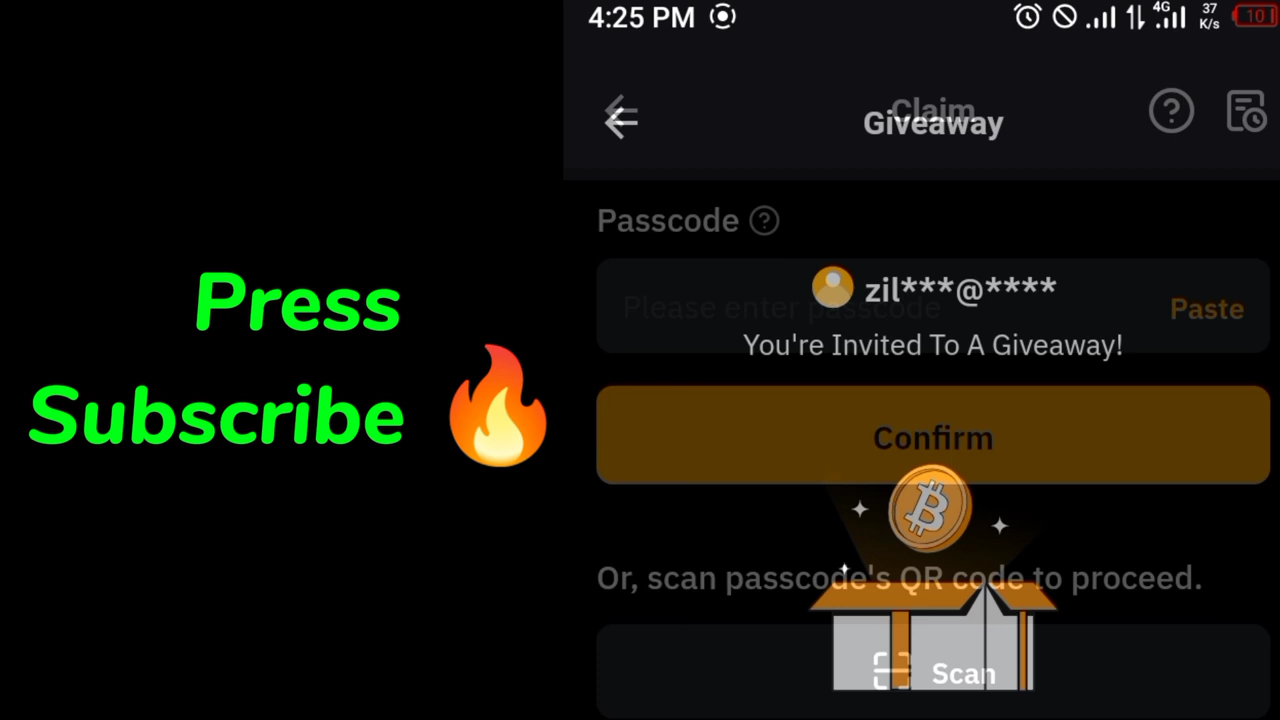 4:25 PM 4G 37 K/s 10
Claim
Giveaway
Passcode
zil***@****
Please enter passcode
Paste
You're Invited To A Giveaway!
Press
Subscribe
Confirm
Or, scan passcode's QR code to proceed.
Scan